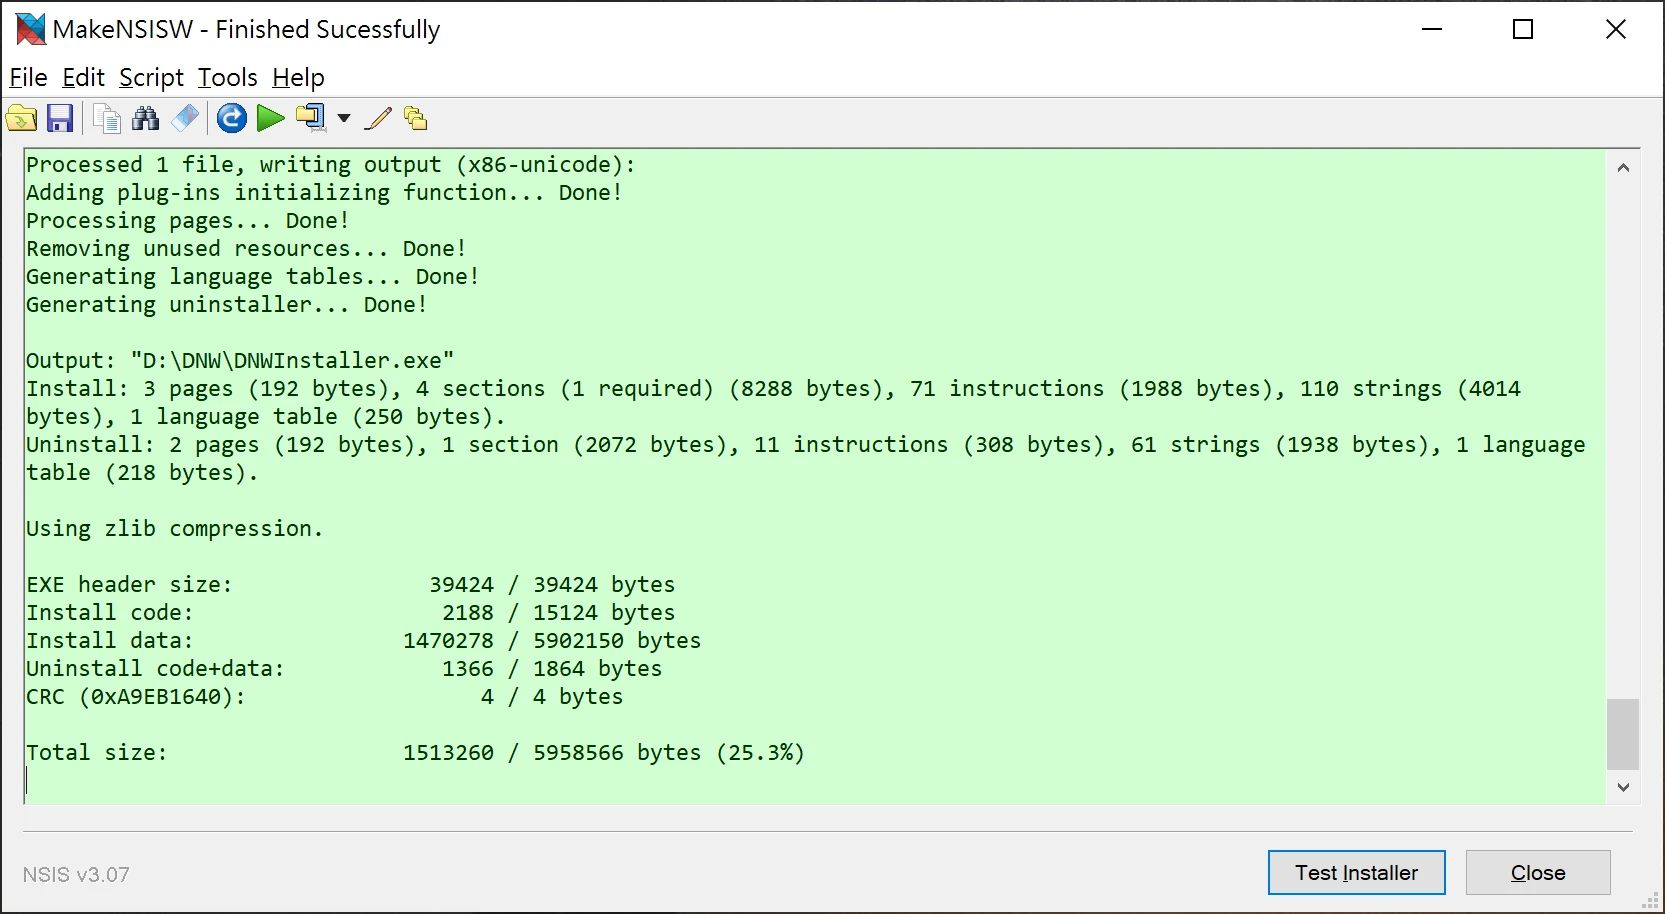 MakeNSISW - Finished Sucessfully
File Edit Script Tools Help
Processed 1 file, writing output (x86-unicode):
Adding plug-ins initializing function... Done!
Processing pages... Done!
Removing unused resources... Done!
Generating language tables... Done!
Generating uninstaller... Done!
Output: "D:\DNW\DNWInstaller.exe"
Install: 3 pages (192 bytes), 4 sections (1 required) (8288 bytes), 71 instructions (1988 bytes), 110 strings (4014
bytes), 1 language table (250 bytes).
Uninstall: 2 pages (192 bytes), 1 section (2072 bytes), 11 instructions (308 bytes), 61 strings (1938 bytes), 1 language
table (218 bytes).
Using zlib compression.
EXE header size: 39424 / 39424 bytes
Install code: 2188 / 15124 bytes
Install data: 1470278 / 5902150 bytes
Uninstall code+data: 1366 / 1864 bytes
CRC (0xA9EB1640): 4 / 4 bytes
Total size: 1513260 / 5958566 bytes (25.3%)
NSIS v3.07
Test Installer
Close